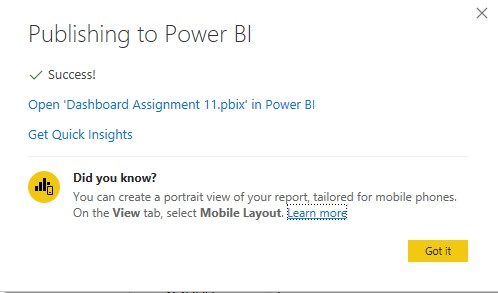 Publishing to Power BI
Success!
Open 'Dashboard Assignment 11.pbix' in Power BI
Get Quick Insights
Did you know?
You can create a portrait view of your report, tailored for mobile phones.
On the View tab, select Mobile Layout. Learn more
Got it